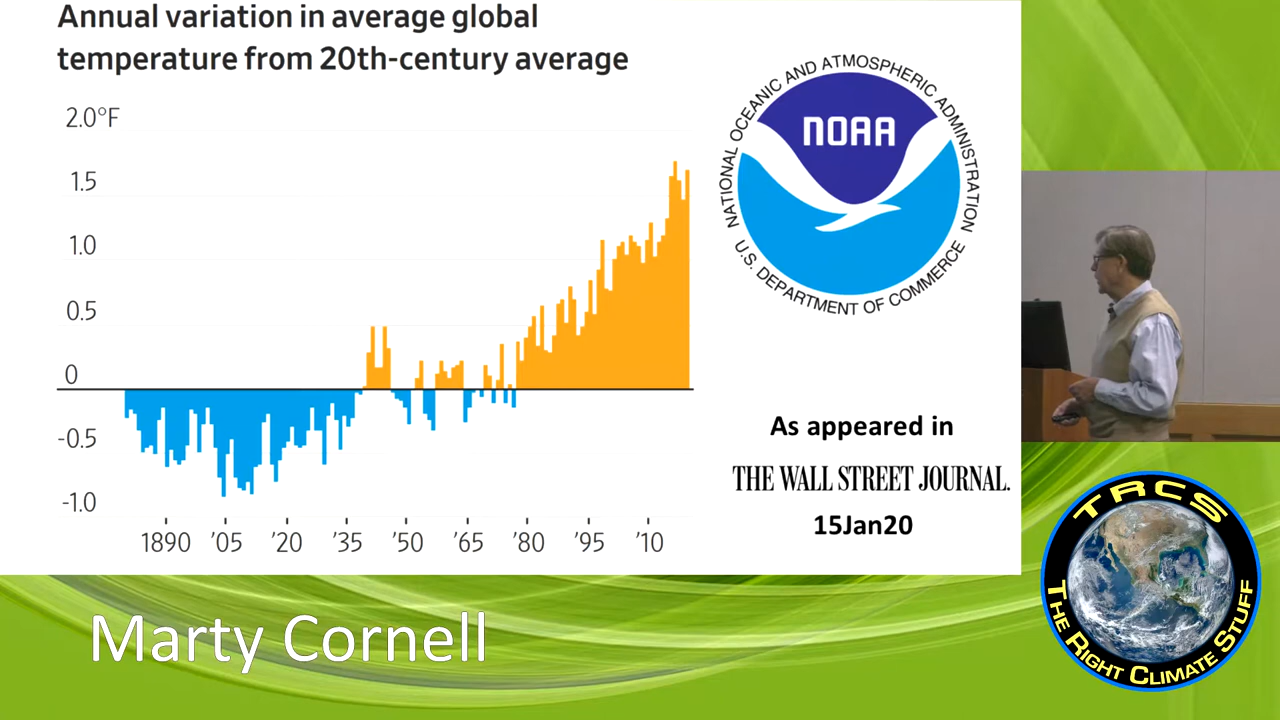 Annual variation in average global
temperature from 20th-century average
2.0°F
1.5
1.0
0.5
0
-0.5
-1.0
1890 '05 '20 '35 '50 '65 '80 '95 '10
NATIONAL OCEANIC AND ATMOSPHERIC ADMINISTRATION
NOAA
U.S. DEPARTMENT OF COMMERCE
As appeared in
THE WALL STREET JOURNAL.
15Jan20
Marty Cornell
TRCS
THE RIGHT CLIMATE STUFF